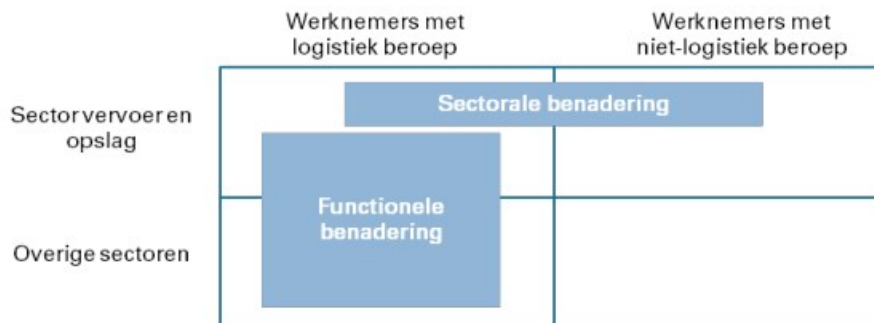 Werknemers met
logistiek beroep
Werknemers met
niet-logistiek beroep
Sector vervoer en
opslag
Sectorale benadering
Functionele
benadering
Overige sectoren